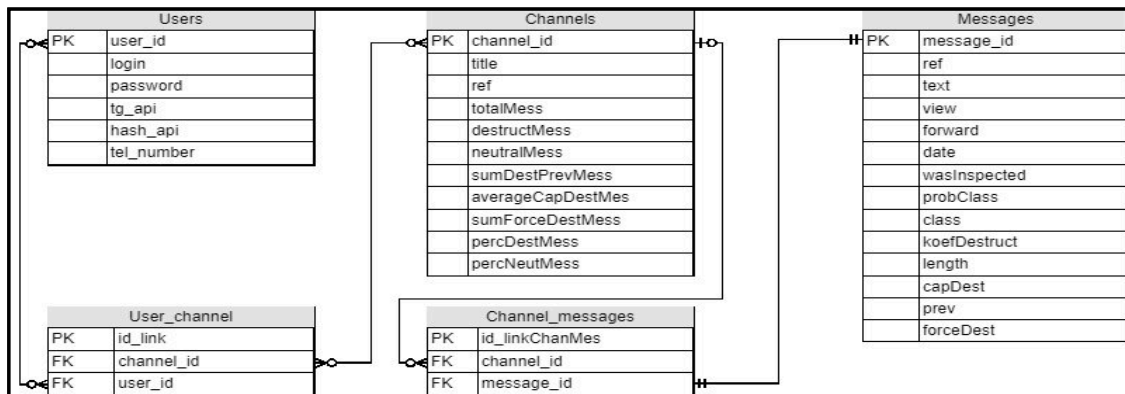 Users
PK user_id
login
password
tg_api
hash_api
tel_number
Channels
PK channel_id
title
ref
totalMess
destructMess
neutralMess
sumDestPrevMess
averageCapDestMes
sumForceDestMess
percDestMess
percNeutMess
Messages
PK message_id
ref
text
view
forward
date
wasInspected
probClass
class
koefDestruct
length
capDest
prev
forceDest
User_channel
PK id_link
FK channel_id
FK user_id
Channel_messages
PK id_linkChanMes
FK channel_id
FK message_id